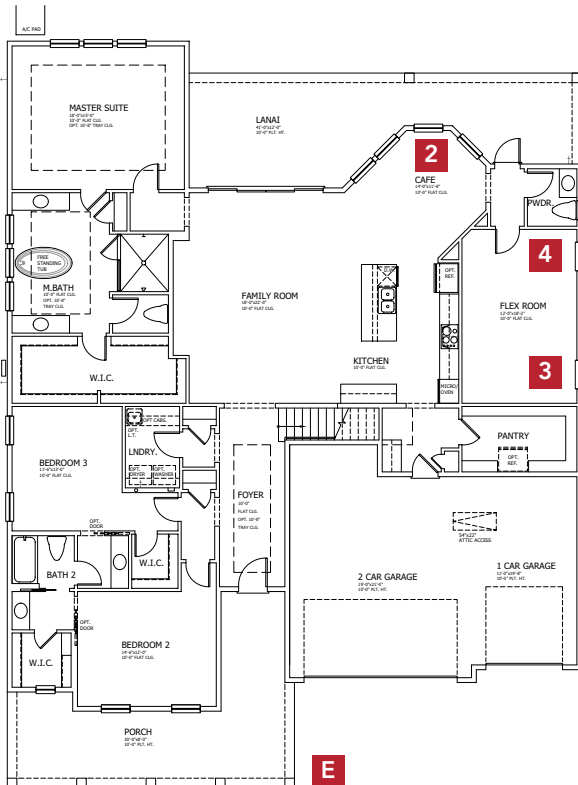 A/C PAD
MASTER SUITE
18'-0"x15'-0"
10'-0" FLAT CLG.
OPT. 10'-8" TRAY CLG.
LANAI
41'-0"x12'-0"
10'-0" PLT. HT.
2
CAFE
14'-0"x11'-8"
10'-0" FLAT CLG.
PWDR.
FREE
STANDING
TUB
M.BATH
10'-0" FLAT CLG.
OPT. 10'-8"
TRAY CLG.
4
D.W.
OPT.
REF.
FAMILY ROOM
18'-0"x22'-0"
10'-0" FLAT CLG.
FLEX ROOM
12'-0"x18'-2"
10'-0" FLAT CLG.
KITCHEN
10'-0" FLAT CLG.
3
W.I.C.
MICRO/
OVEN
OPT CABS.
OPT.
L.T.
PANTRY
LNDRY.
BEDROOM 3
11'-6"x12'-0"
10'-0" FLAT CLG.
OPT.
REF.
OPT.
DRYER
OPT.
WASHER
FOYER
10'-0"
FLAT CLG.
OPT. 10'-8"
TRAY CLG.
OPT.
DOOR
54"x22"
ATTIC ACCESS
W.I.C.
BATH 2
2 CAR GARAGE
19'-0"x21'-0"
10'-0" PLT. HT.
1 CAR GARAGE
11'-0"x19'-8"
10'-0" PLT. HT.
OPT.
DOOR
BEDROOM 2
14'-6"x12'-0"
10'-0" FLAT CLG.
W.I.C.
PORCH
30'-0"x8'-0"
10'-0" PLT. HT.
E